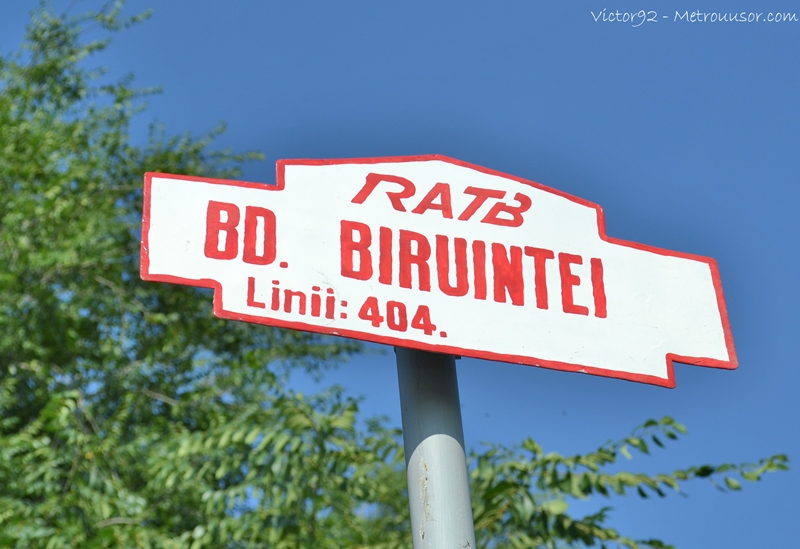 Victor92 - Metrouusor.com
RATB
BD. BIRUINTEI
Linii: 404.